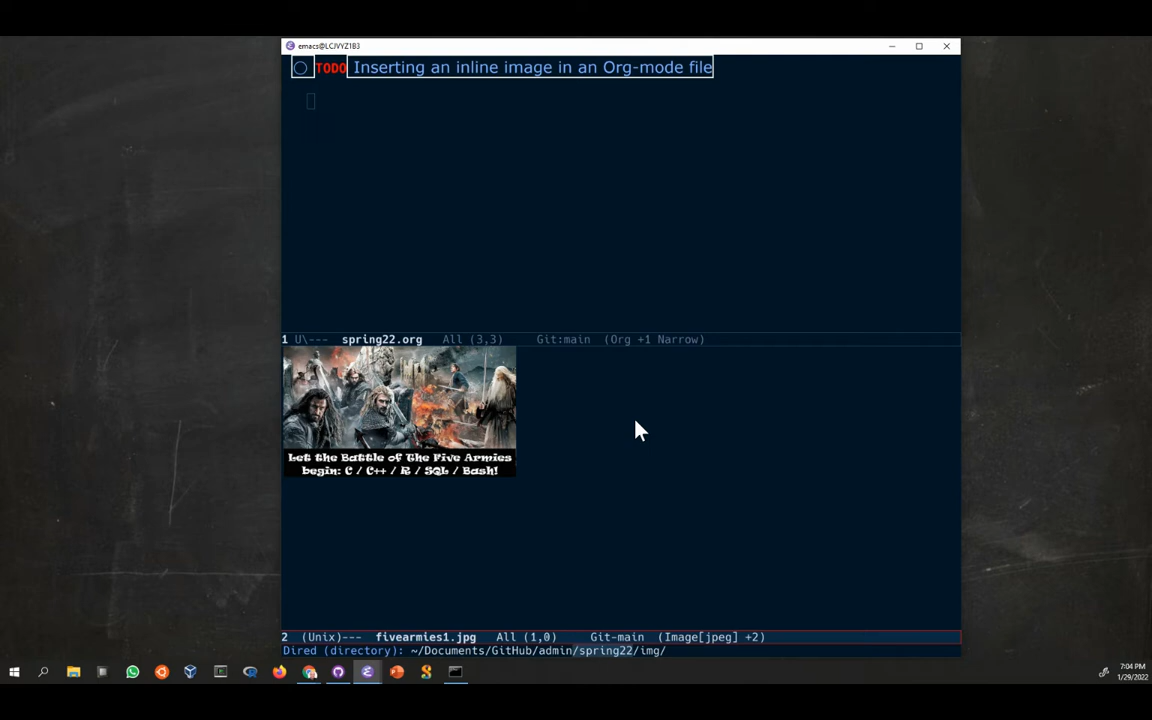 emacs@LCJVYZ1B3
TODO Inserting an inline image in an Org-mode file
1 U\--- spring22.org All (3,3) Git:main (Org +1 Narrow)
Let the Battle of The Five Armies
begin: C / C++ / R / SQL / Bash!
2 (Unix)--- fivearmies1.jpg All (1,0) Git-main (Image[jpeg] +2)
Dired (directory): ~/Documents/GitHub/admin/spring22/img/
7:04 PM
1/29/2022